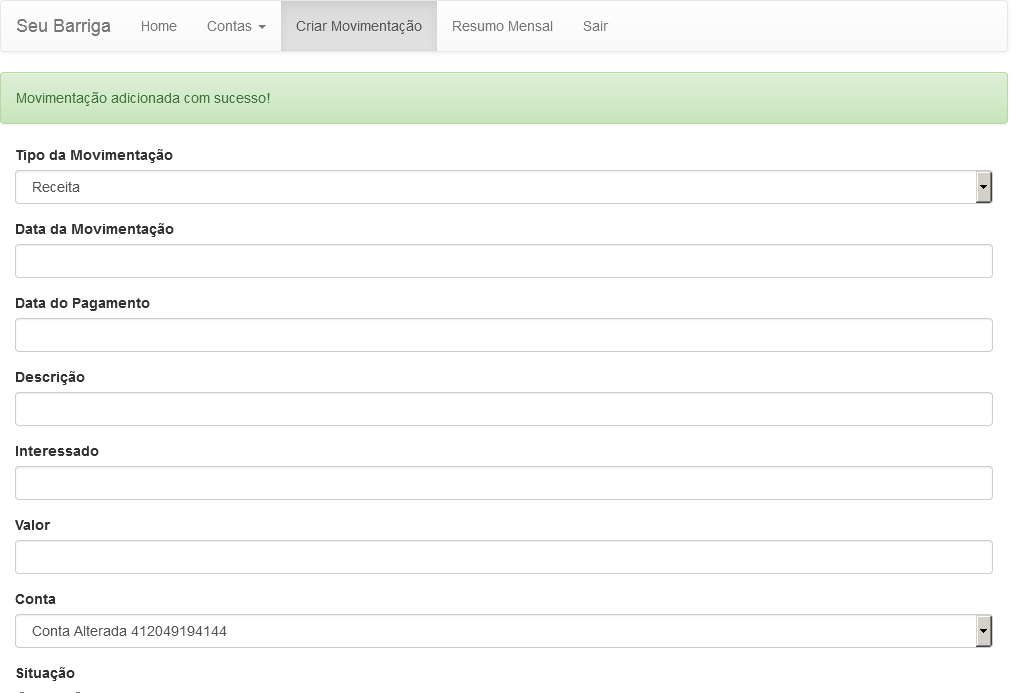 Seu Barriga Home Contas Criar Movimentação Resumo Mensal Sair
Movimentação adicionada com sucesso!
Tipo da Movimentação
Receita
Data da Movimentação
Data do Pagamento
Descrição
Interessado
Valor
Conta
Conta Alterada 412049194144
Situação